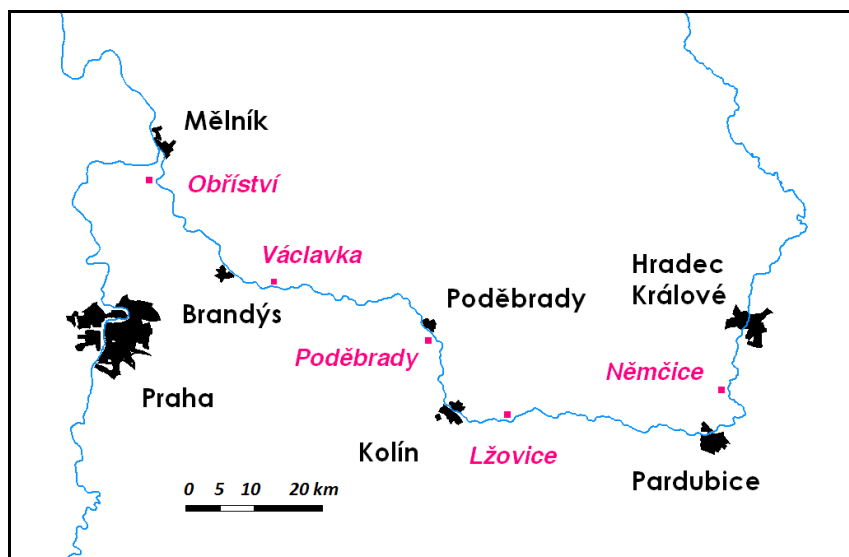 Mělník
Obříství
Václavka
Hradec
Králové
Poděbrady
Brandýs
Poděbrady
Němčice
Praha
Kolín
Lžovice
Pardubice
0 5 10 20 km